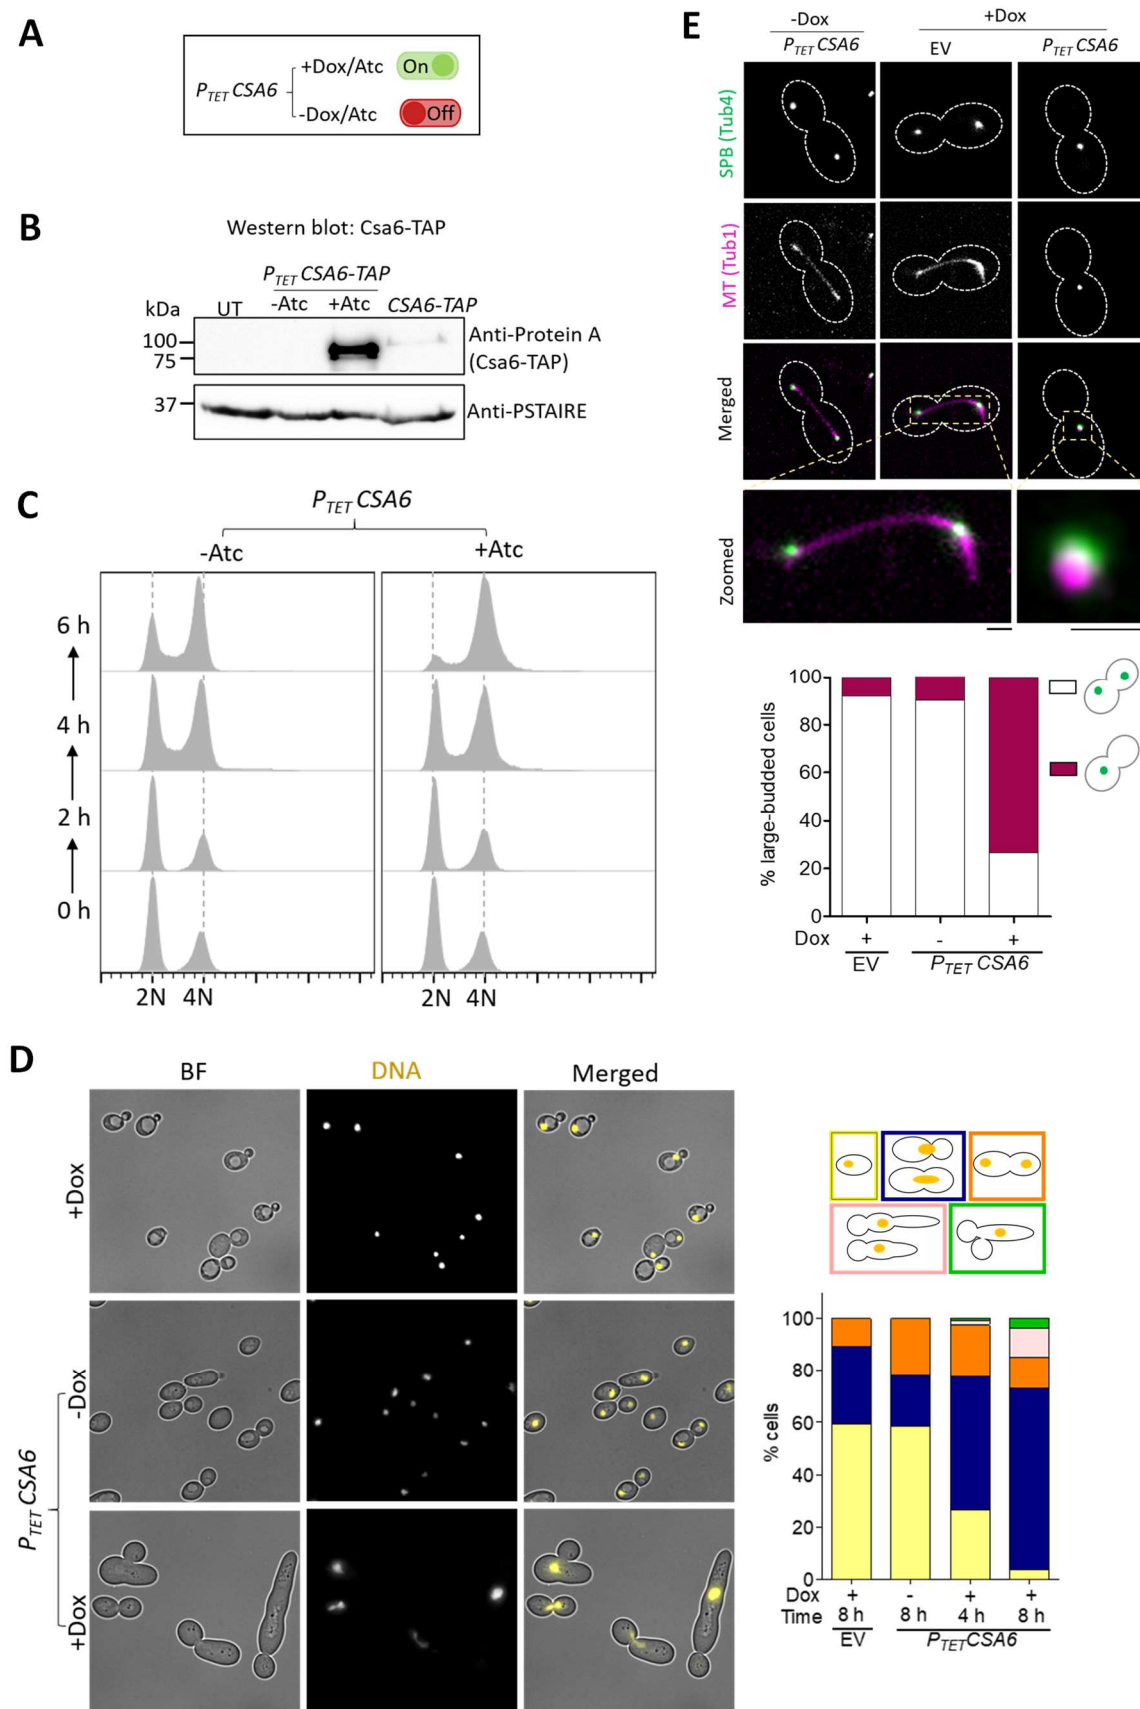 A
P_TET CSA6
+Dox/Atc
On
-Dox/Atc
Off
B
Western blot: Csa6-TAP
P_TET CSA6-TAP
kDa
UT
-Atc
+Atc
CSA6-TAP
100
75
Anti-Protein A
(Csa6-TAP)
37
Anti-PSTAIRE
C
P_TET CSA6
-Atc
+Atc
6 h
4 h
2 h
0 h
2N 4N
2N 4N
D
BF
DNA
Merged
+Dox
-Dox
+Dox
P_TET CSA6
% cells
100
80
60
40
20
0
Dox + - + +
Time 8 h 8 h 4 h 8 h
EV P_TET CSA6
E
-Dox
+Dox
P_TET CSA6
EV
P_TET CSA6
SPB (Tub4)
MT (Tub1)
Merged
Zoomed
% large-budded cells
100
80
60
40
20
0
Dox + - +
EV P_TET CSA6